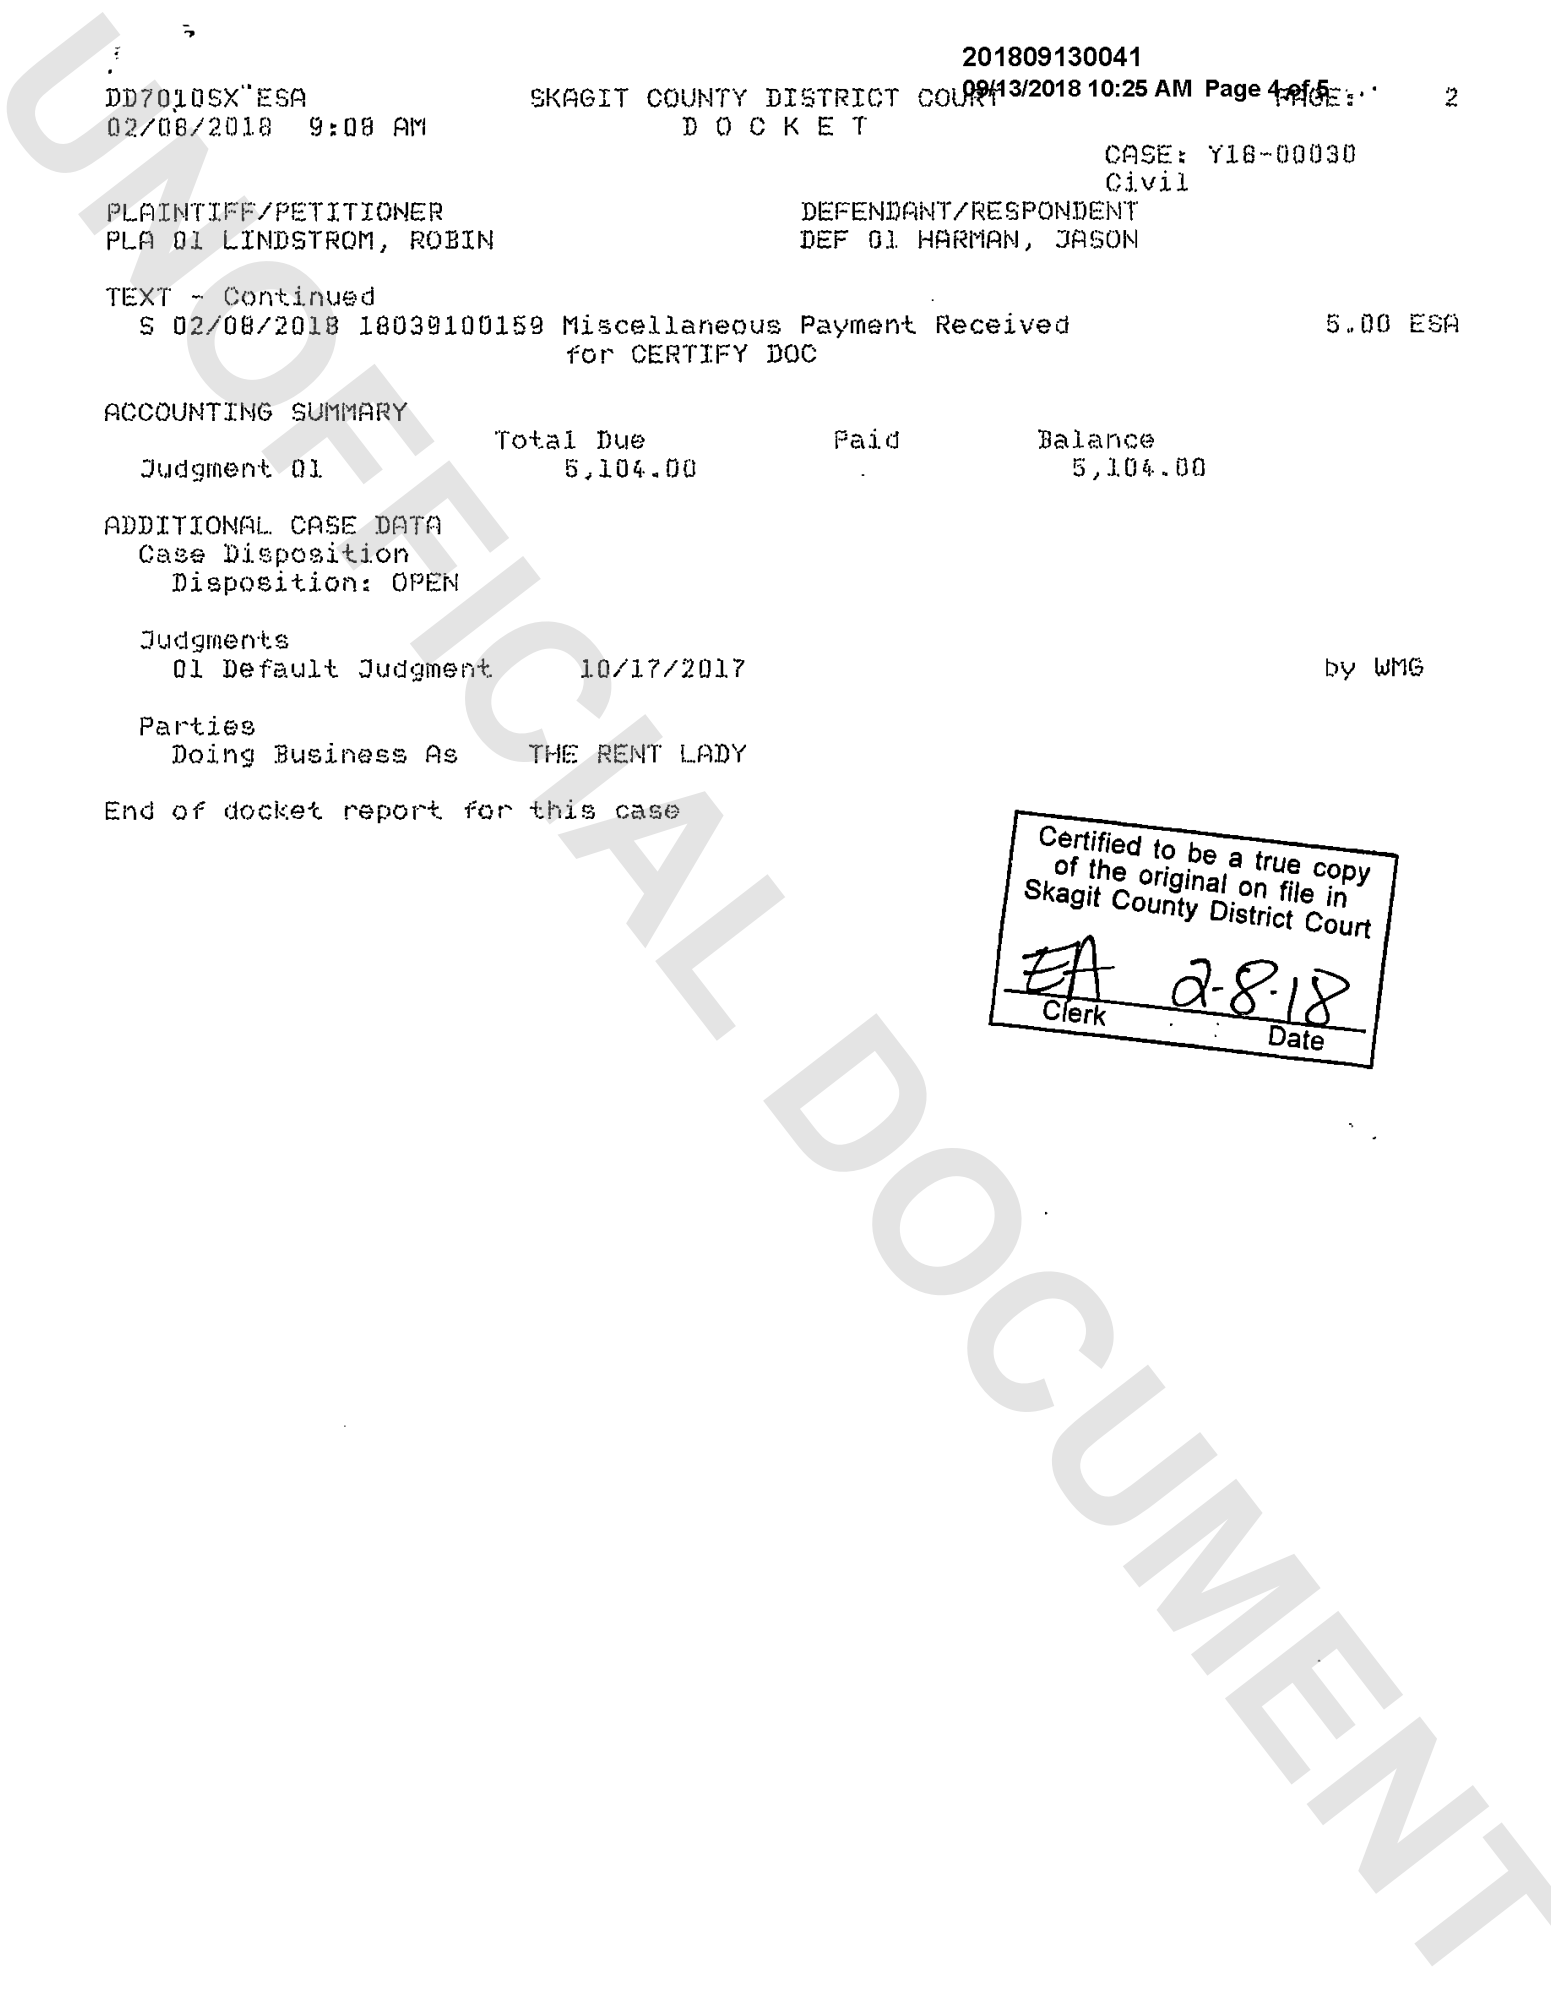 201809130041
09/13/2018 10:25 AM Page 4 of 5
DD7010SX ESA SKAGIT COUNTY DISTRICT COURT PAGE: 2
02/08/2018 9:08 AM D O C K E T
CASE: Y18-00030
Civil
PLAINTIFF/PETITIONER DEFENDANT/RESPONDENT
PLA 01 LINDSTROM, ROBIN DEF 01 HARMAN, JASON
TEXT - Continued
S 02/08/2018 18039100159 Miscellaneous Payment Received 5.00 ESA
for CERTIFY DOC
ACCOUNTING SUMMARY
Total Due Paid Balance
Judgment 01 5,104.00 5,104.00
ADDITIONAL CASE DATA
Case Disposition
Disposition: OPEN
Judgments
01 Default Judgment 10/17/2017 by WMG
Parties
Doing Business As THE RENT LADY
End of docket report for this case
Certified to be a true copy
of the original on file in
Skagit County District Court
EA 2-8-18
Clerk Date
UNOFFICIAL DOCUMENT